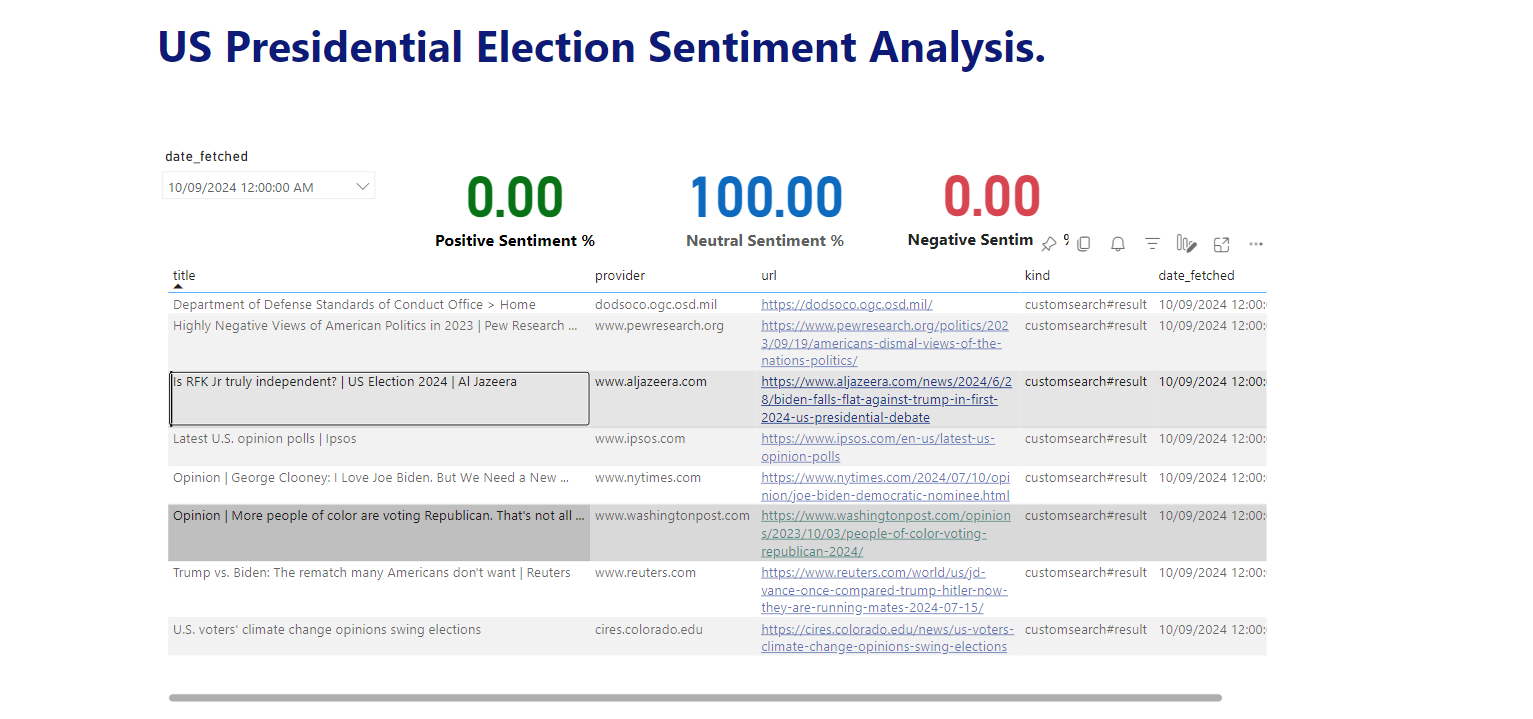 US Presidential Election Sentiment Analysis.
date_fetched
10/09/2024 12:00:00 AM
0.00
Positive Sentiment %
100.00
Neutral Sentiment %
0.00
Negative Sentim
title provider url kind date_fetched
Department of Defense Standards of Conduct Office > Home dodsoco.ogc.osd.mil https://dodsoco.ogc.osd.mil/ customsearch#result 10/09/2024 12:00:
Highly Negative Views of American Politics in 2023 | Pew Research ... www.pewresearch.org https://www.pewresearch.org/politics/202 customsearch#result 10/09/2024 12:00:
3/09/19/americans-dismal-views-of-the-
nations-politics/
Is RFK Jr truly independent? | US Election 2024 | Al Jazeera www.aljazeera.com https://www.aljazeera.com/news/2024/6/2 customsearch#result 10/09/2024 12:00:
8/biden-falls-flat-against-trump-in-first-
2024-us-presidential-debate
Latest U.S. opinion polls | Ipsos www.ipsos.com https://www.ipsos.com/en-us/latest-us- customsearch#result 10/09/2024 12:00:
opinion-polls
Opinion | George Clooney: I Love Joe Biden. But We Need a New ... www.nytimes.com https://www.nytimes.com/2024/07/10/opi customsearch#result 10/09/2024 12:00:
nion/joe-biden-democratic-nominee.html
Opinion | More people of color are voting Republican. That's not all ... www.washingtonpost.com https://www.washingtonpost.com/opinion customsearch#result 10/09/2024 12:00:
s/2023/10/03/people-of-color-voting-
republican-2024/
Trump vs. Biden: The rematch many Americans don't want | Reuters www.reuters.com https://www.reuters.com/world/us/jd- customsearch#result 10/09/2024 12:00:
vance-once-compared-trump-hitler-now-
they-are-running-mates-2024-07-15/
U.S. voters' climate change opinions swing elections cires.colorado.edu https://cires.colorado.edu/news/us-voters- customsearch#result 10/09/2024 12:00:
climate-change-opinions-swing-elections